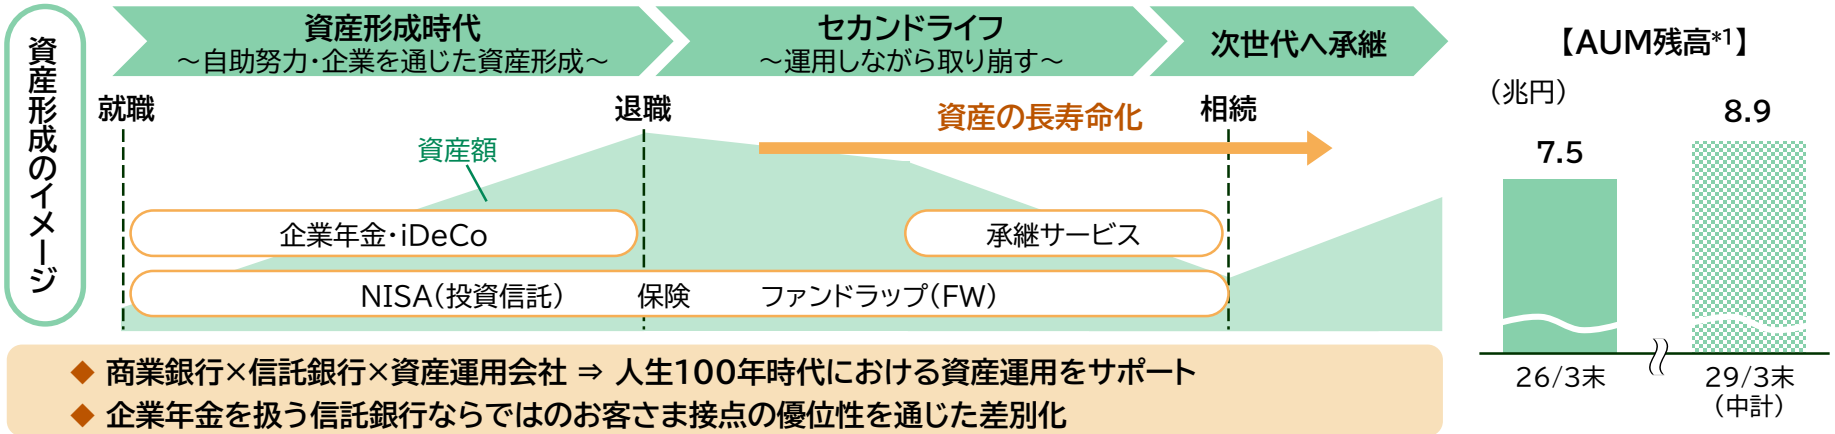 資産形成のイメージ
資産形成時代
～自助努力・企業を通じた資産形成～
セカンドライフ
～運用しながら取り崩す～
次世代へ承継
就職
退職
相続
資産額
資産の長寿命化
企業年金・iDeCo
承継サービス
NISA（投資信託） 保険 ファンドラップ（FW）
◆ 商業銀行×信託銀行×資産運用会社 ⇒ 人生100年時代における資産運用をサポート
◆ 企業年金を扱う信託銀行ならではのお客さま接点の優位性を通じた差別化
【AUM残高*1】
（兆円）
7.5
8.9
26/3末
29/3末
（中計）